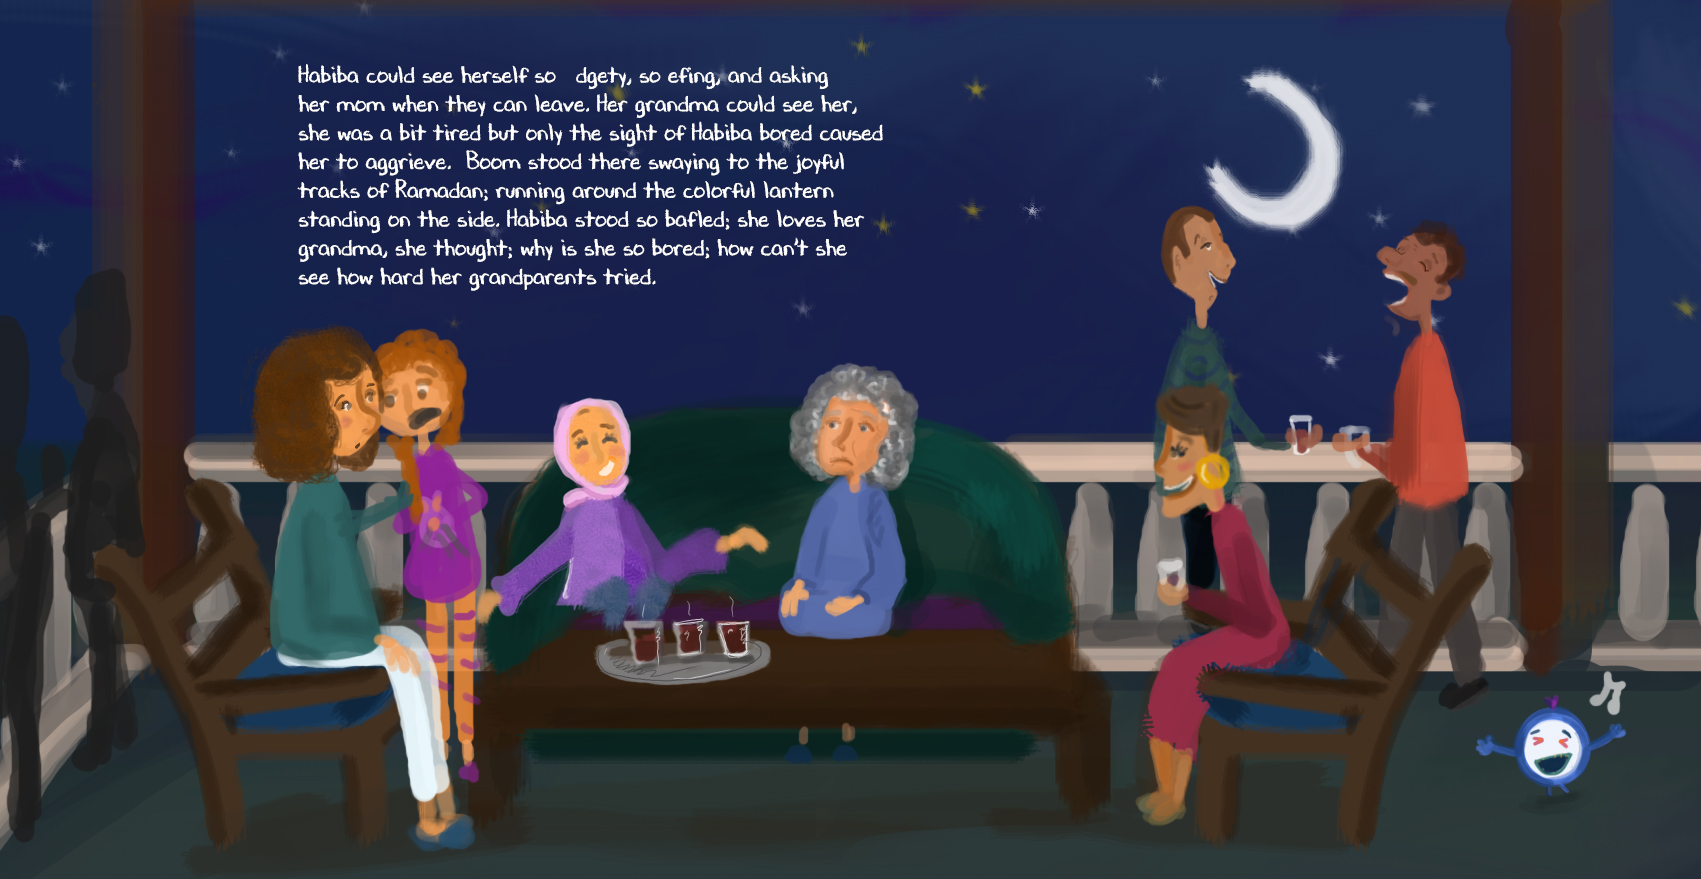 Habiba could see herself so dgety, so efing, and asking
her mom when they can leave. Her grandma could see her,
she was a bit tired but only the sight of Habiba bored caused
her to aggrieve. Boom stood there swaying to the joyful
tracks of Ramadan; running around the colorful lantern
standing on the side. Habiba stood so bafled; she loves her
grandma, she thought; why is she so bored; how can't she
see how hard her grandparents tried.